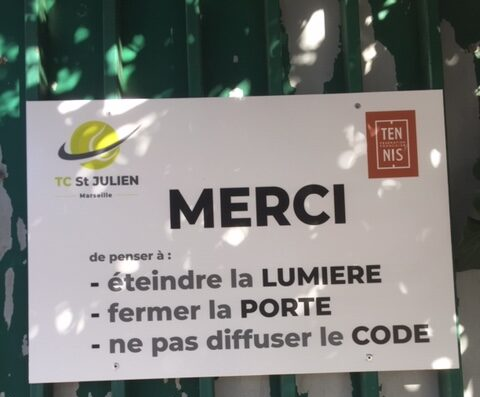 TC St JULIEN
Marseille
TEN
NIS
MERCI
de penser à :
- éteindre la LUMIERE
- fermer la PORTE
- ne pas diffuser le CODE